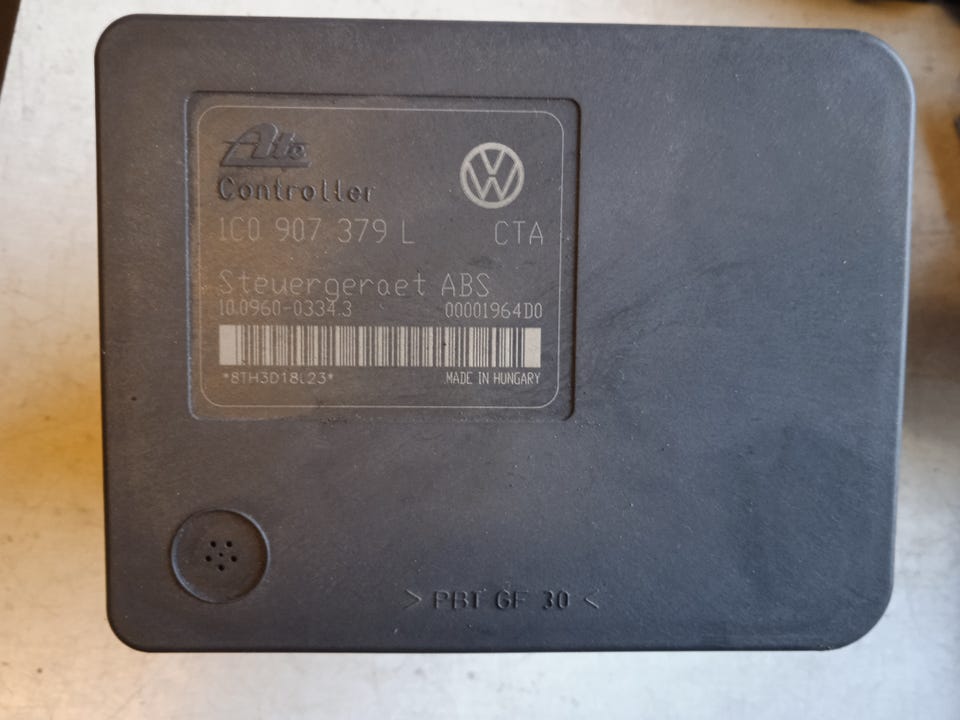 Ate
Controller
1C0 907 379 L CTA
Steuergeraet ABS
10.0960-0334.3 00001964D0
*8TH3D18L23*
MADE IN HUNGARY
> PBT GF 30 <